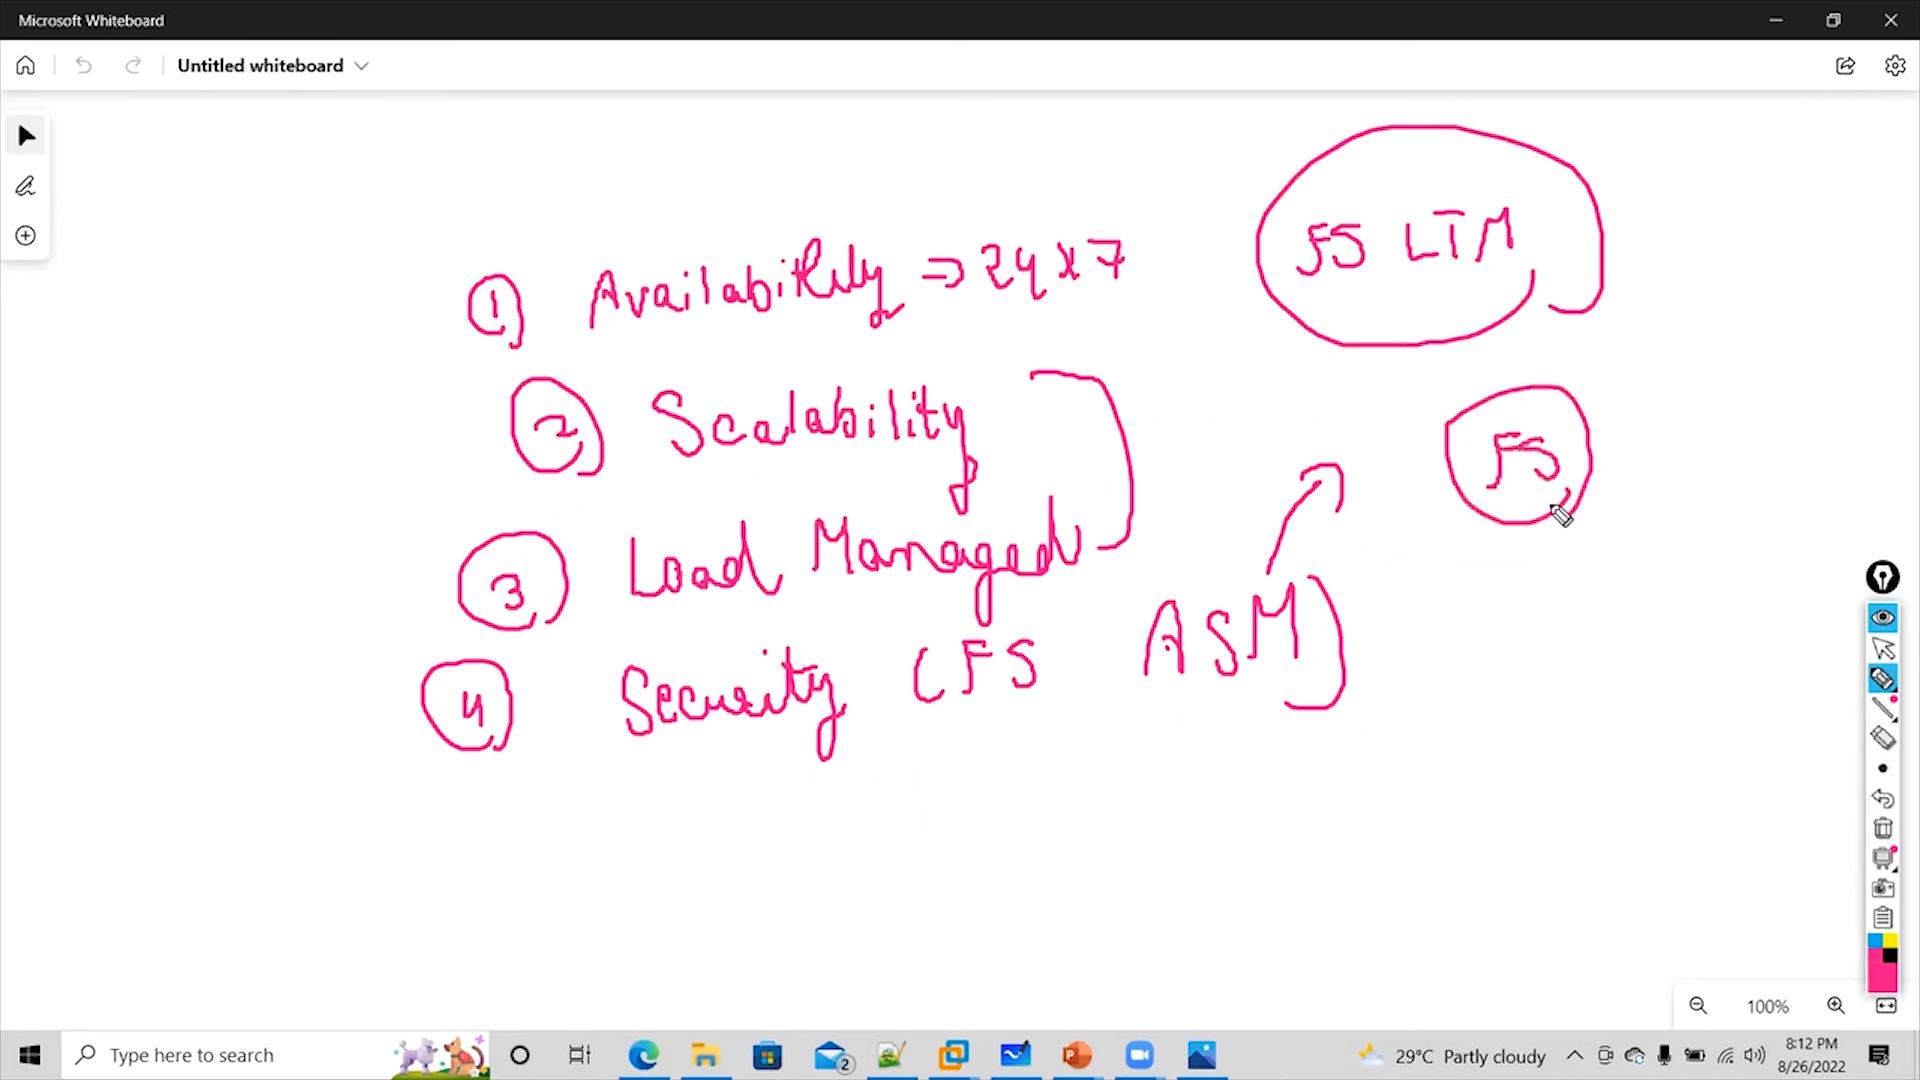 Microsoft Whiteboard
Untitled whiteboard
F5 LTM
① Availability ⇒ 24x7
② Scalability
F5
③ Load Managed
④ Security (F5 ASM)
100%
Type here to search
2
29°C Partly cloudy
8:12 PM
8/26/2022